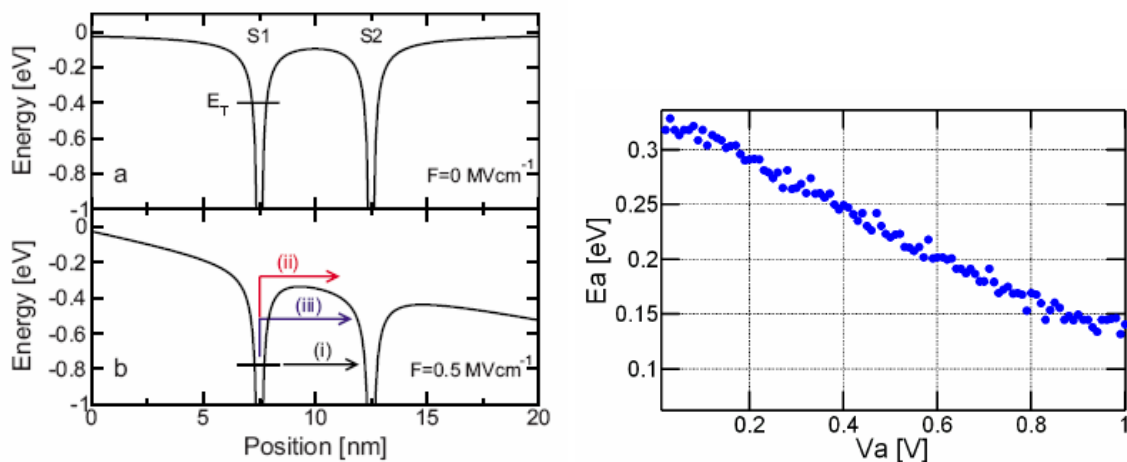 0
S1
S2
-0.2
-0.4
E_T
-0.6
-0.8
a
F=0 MVcm⁻¹
-1
Energy [eV]
0
-0.2
(ii)
-0.4
(iii)
-0.6
(i)
-0.8
b
F=0.5 MVcm⁻¹
-1
Energy [eV]
0
5
10
15
20
Position [nm]
0.3
0.25
0.2
0.15
0.1
Ea [eV]
0.2
0.4
0.6
0.8
1
Va [V]